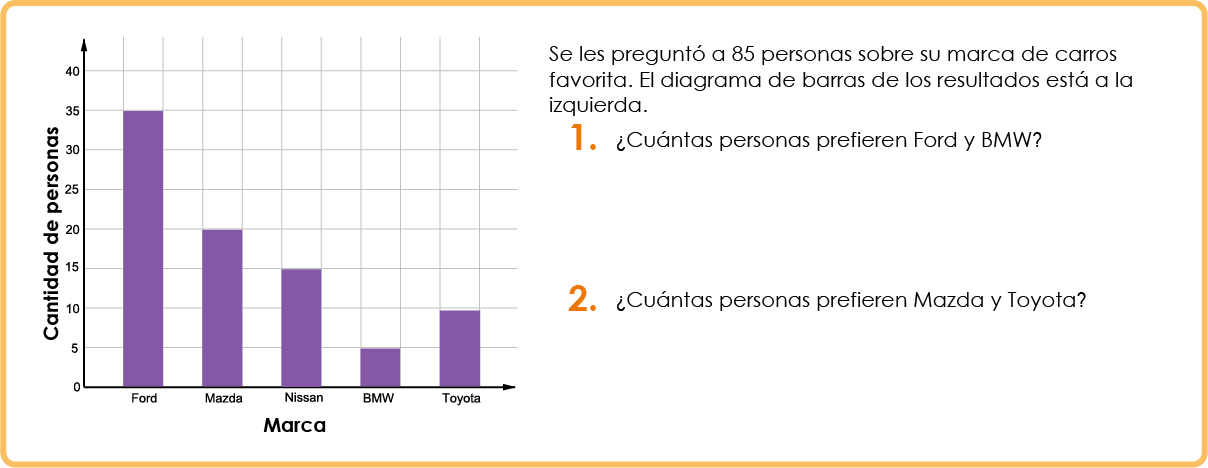 Cantidad de personas
40
35
30
25
20
15
10
5
0
Ford Mazda Nissan BMW Toyota
Marca
Se les preguntó a 85 personas sobre su marca de carros
favorita. El diagrama de barras de los resultados está a la
izquierda.
1. ¿Cuántas personas prefieren Ford y BMW?
2. ¿Cuántas personas prefieren Mazda y Toyota?